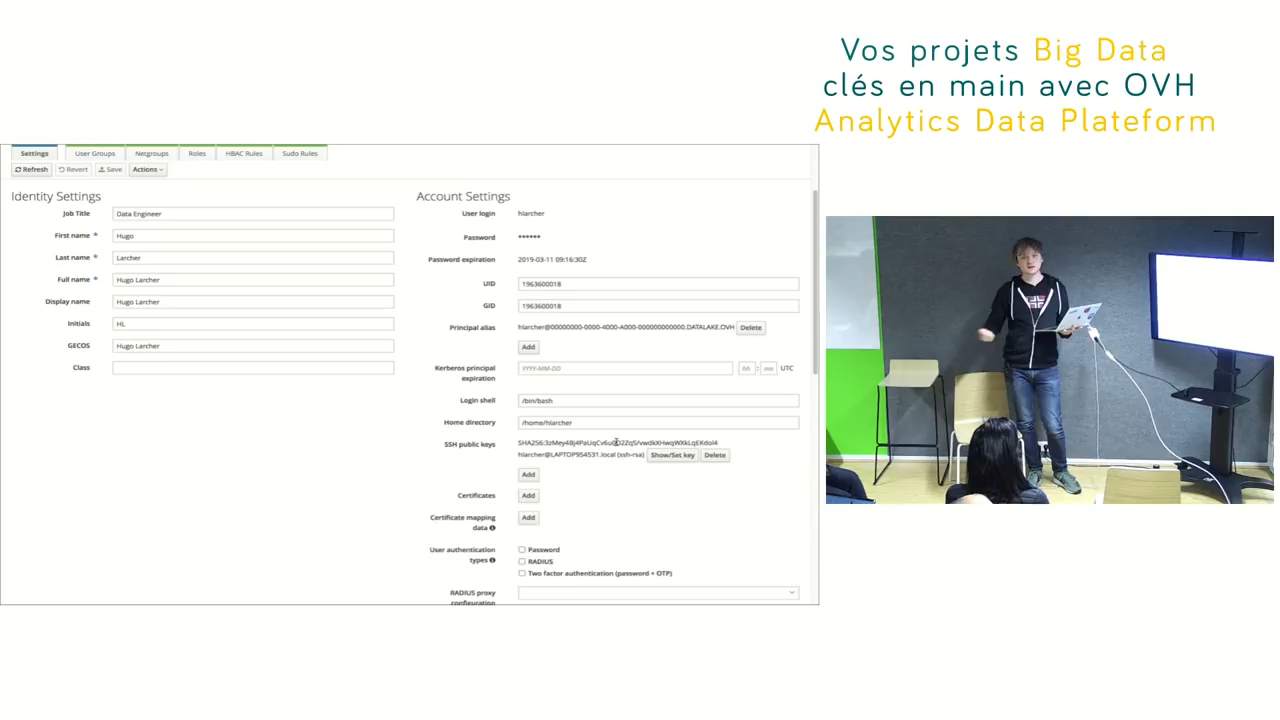 Vos projets Big Data
clés en main avec OVH
Analytics Data Plateform
Settings User Groups Netgroups Roles HBAC Rules Sudo Rules
Refresh Revert Save Actions
Identity Settings
Job Title Data Engineer
First name * Hugo
Last name * Larcher
Full name * Hugo Larcher
Display name Hugo Larcher
Initials HL
GECOS Hugo Larcher
Class
Account Settings
User login hlarcher
Password ******
Password expiration 2019-03-11 09:16:30Z
UID 1963600018
GID 1963600018
Principal alias hlarcher@00000000-0000-4000-A000-000000000000.DATALAKE.OVH Delete
Add
Kerberos principal
expiration YYYY-MM-DD hh : mm UTC
Login shell /bin/bash
Home directory /home/hlarcher
SSH public keys
hlarcher@LAPTOP954531.local (ssh-rsa) Show/Set key Delete
Add
Certificates Add
Certificate mapping
data Add
User authentication
types
Password
RADIUS
Two factor authentication (password + OTP)
RADIUS proxy
configuration